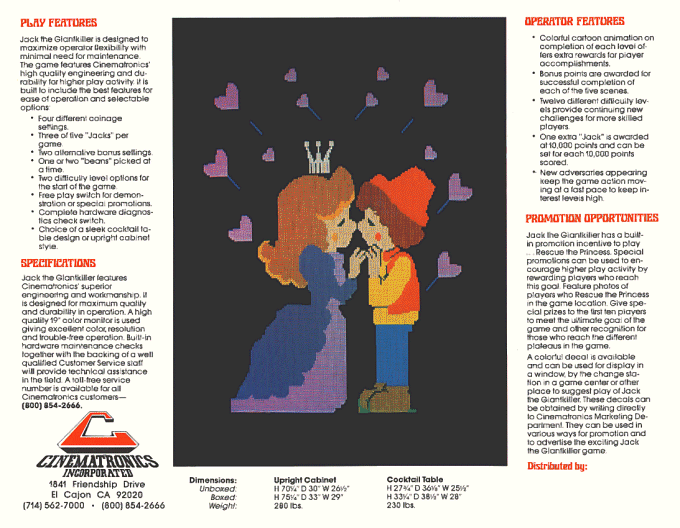 PLAY FEATURES
Jack the Giantkiller is designed to
maximize operator flexibility with
minimal need for maintenance.
The game features Cinematronics'
high quality engineering and du-
rability for higher play activity. It is
built to include the best features for
ease of operation and selectable
options:
• Four different coinage
settings.
• Three of five "Jacks" per
game.
• Two alternative bonus settings.
• One or two "beans" picked at
a time.
• Two difficulty level options for
the start of the game.
• Free play switch for demon-
stration or special promotions.
• Complete hardware diagnos-
tics check switch.
• Choice of a sleek cocktail ta-
ble design or upright cabinet
style.
SPECIFICATIONS
Jack the Giantkiller features
Cinematronics' superior
engineering and workmanship. It
is designed for maximum quality
and durability in operation. A high
quality 19" color monitor is used
giving excellent color, resolution
and trouble-free operation. Built-in
hardware maintenance checks
together with the backing of a well
qualified Customer Service staff
will provide technical assistance
in the field. A toll-free service
number is available for all
Cinematronics customers—
(800) 854-2666.
CINEMATRONICS
INCORPORATED
1841 Friendship Drive
El Cajon CA 92020
(714) 562-7000 • (800) 854-2666
Dimensions: Upright Cabinet Cocktail Table
Unboxed: H 70¼" D 30" W 26½" H 27¾" D 36½" W 25½"
Boxed: H 75¼" D 33" W 29" H 33¼" D 38½" W 28"
Weight: 280 lbs. 230 lbs.
OPERATOR FEATURES
• Colorful cartoon animation on
completion of each level of-
fers extra rewards for player
accomplishments.
• Bonus points are awarded for
successful completion of
each of the five scenes.
• Twelve different difficulty lev-
els provide continuing new
challenges for more skilled
players.
• One extra "Jack" is awarded
at 10,000 points and can be
set for each 10,000 points
scored.
• New adversaries appearing
keep the game action mov-
ing at a fast pace to keep in-
terest levels high.
PROMOTION OPPORTUNITIES
Jack the Giantkiller has a built-
in promotion incentive to play
. . . Rescue the Princess. Special
promotions can be used to en-
courage higher play activity by
rewarding players who reach
this goal. Feature photos of
players who Rescue the Princess
in the game location. Give spe-
cial prizes to the first ten players
to meet the ultimate goal of the
game and other recognition for
those who reach the different
plateaus in the game.
A colorful decal is available
and can be used for display in
a window, by the change sta-
tion in a game center or other
place to suggest play of Jack
the Giantkiller. These decals can
be obtained by writing directly
to Cinematronics Marketing De-
partment. They can be used in
various ways for promotion and
to advertise the exciting Jack
the Giantkiller game.
Distributed by: